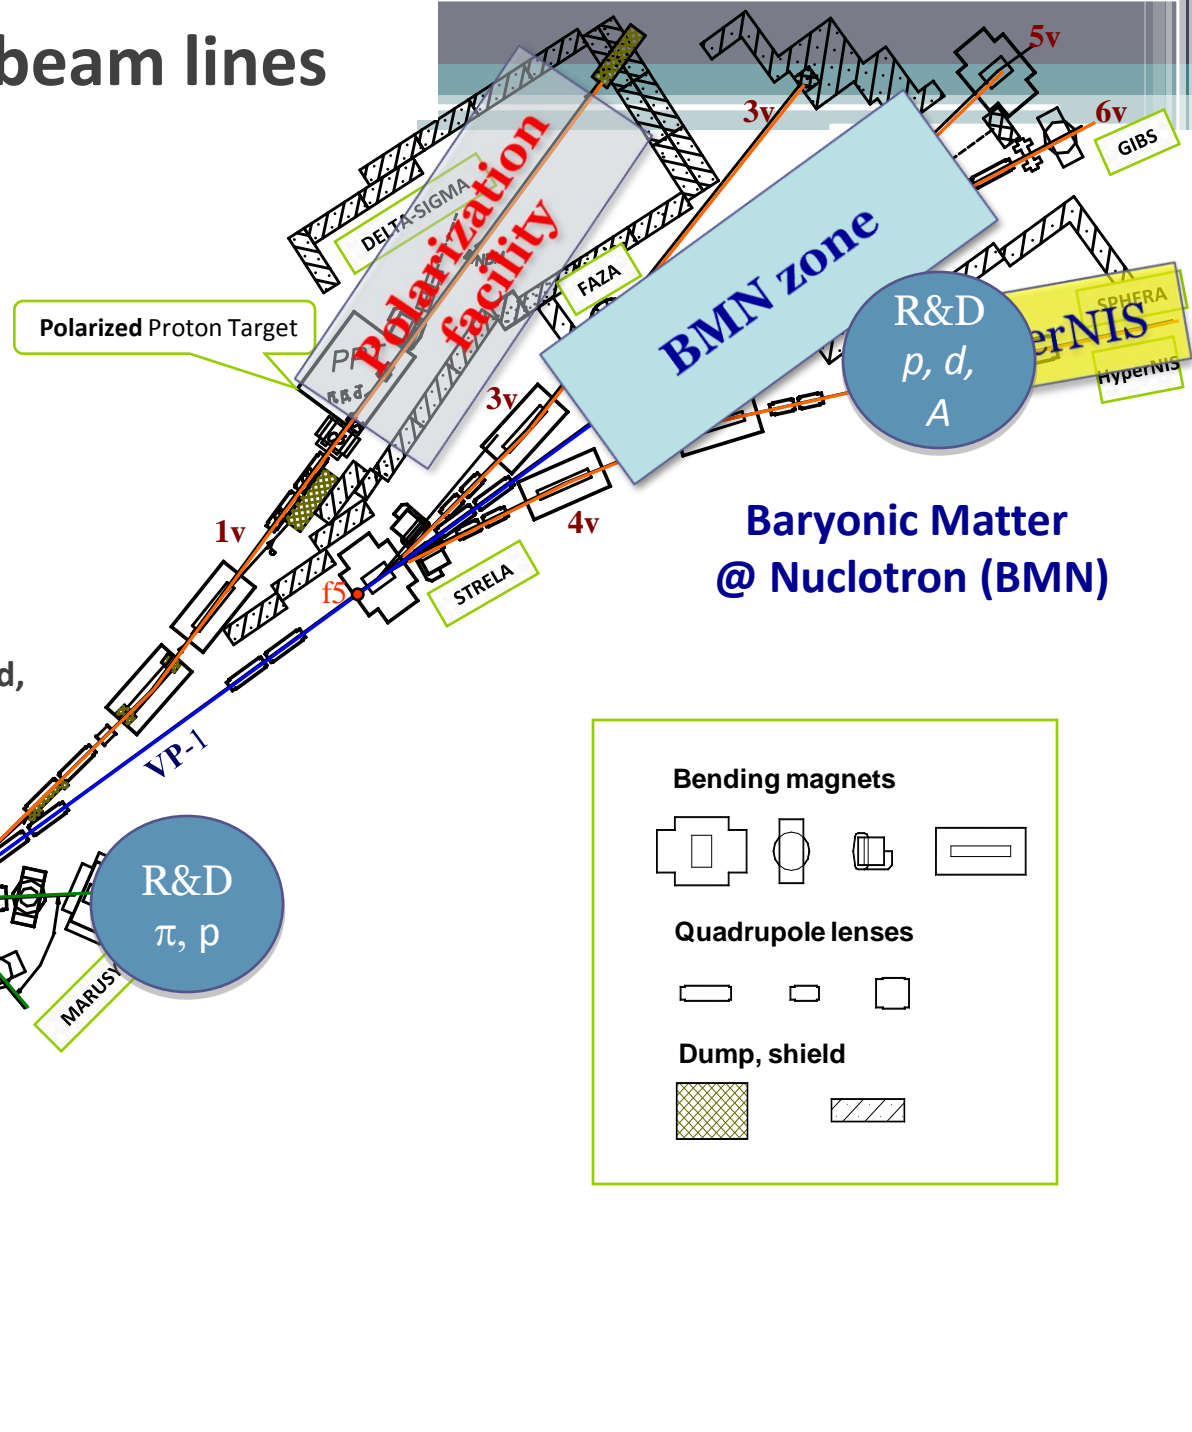 beam lines
5v
3v
6v
GIBS
Polarization
facility
DELTA-SIGMA
BMN zone
FAZA
R&D
p, d,
A
SPHERA
erNIS
HyperNIS
Polarized Proton Target
3v
1v
4v
Baryonic Matter
@ Nuclotron (BMN)
STRELA
f5
d,
VP-1
Bending magnets
R&D
π, p
MARUSY
Quadrupole lenses
Dump, shield